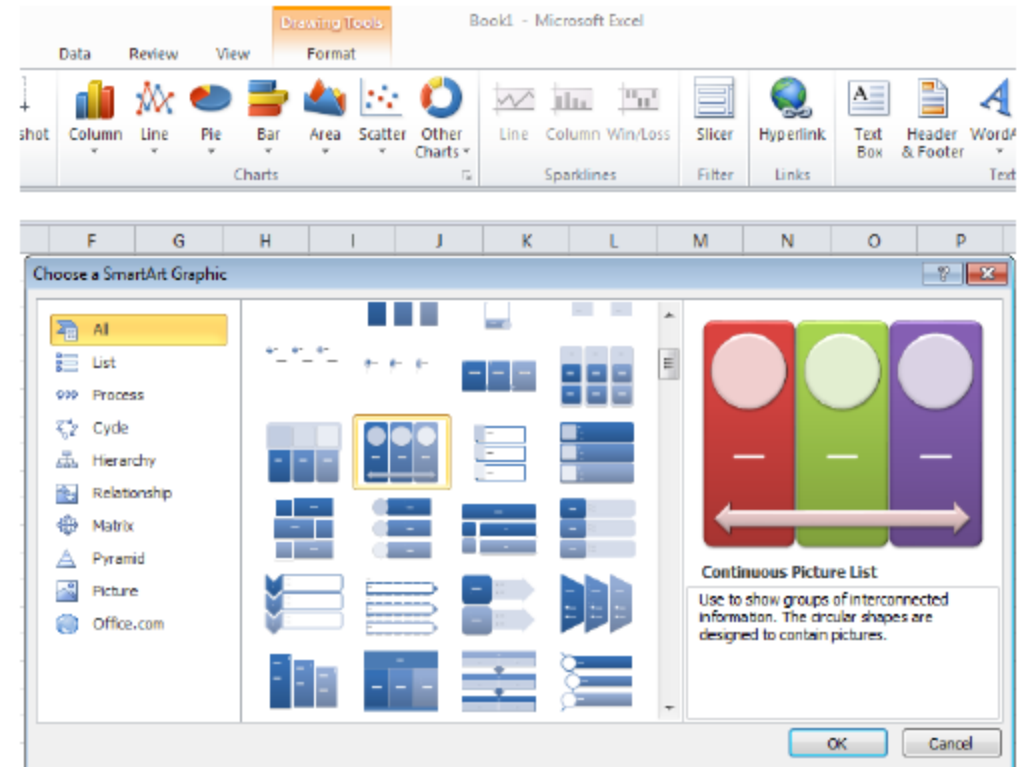 Drawing Tools
Book1 - Microsoft Excel
Data Review View Format
shot Column Line Pie Bar Area Scatter Other Charts Line Column Win/Loss Slicer Hyperlink Text Box Header & Footer WordA
Charts Sparklines Filter Links Text
F G H I J K L M N O P
Choose a SmartArt Graphic
All
List
Process
Cycle
Hierarchy
Relationship
Matrix
Pyramid
Picture
Office.com
Continuous Picture List
Use to show groups of interconnected
information. The circular shapes are
designed to contain pictures.
OK Cancel